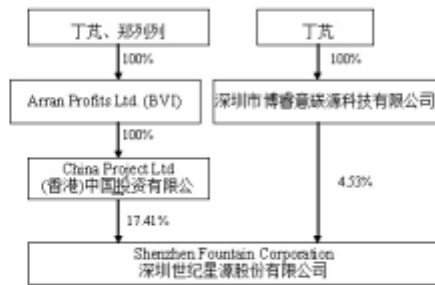 丁芃、郑列列
丁芃
100%
100%
Arran Profits Ltd. (BVI)
深圳市博睿意碳源科技有限公司
100%
China Project Ltd
(香港)中国投资有限公
4.53%
17.41%
Shenzhen Fountain Corporation
深圳世纪星源股份有限公司